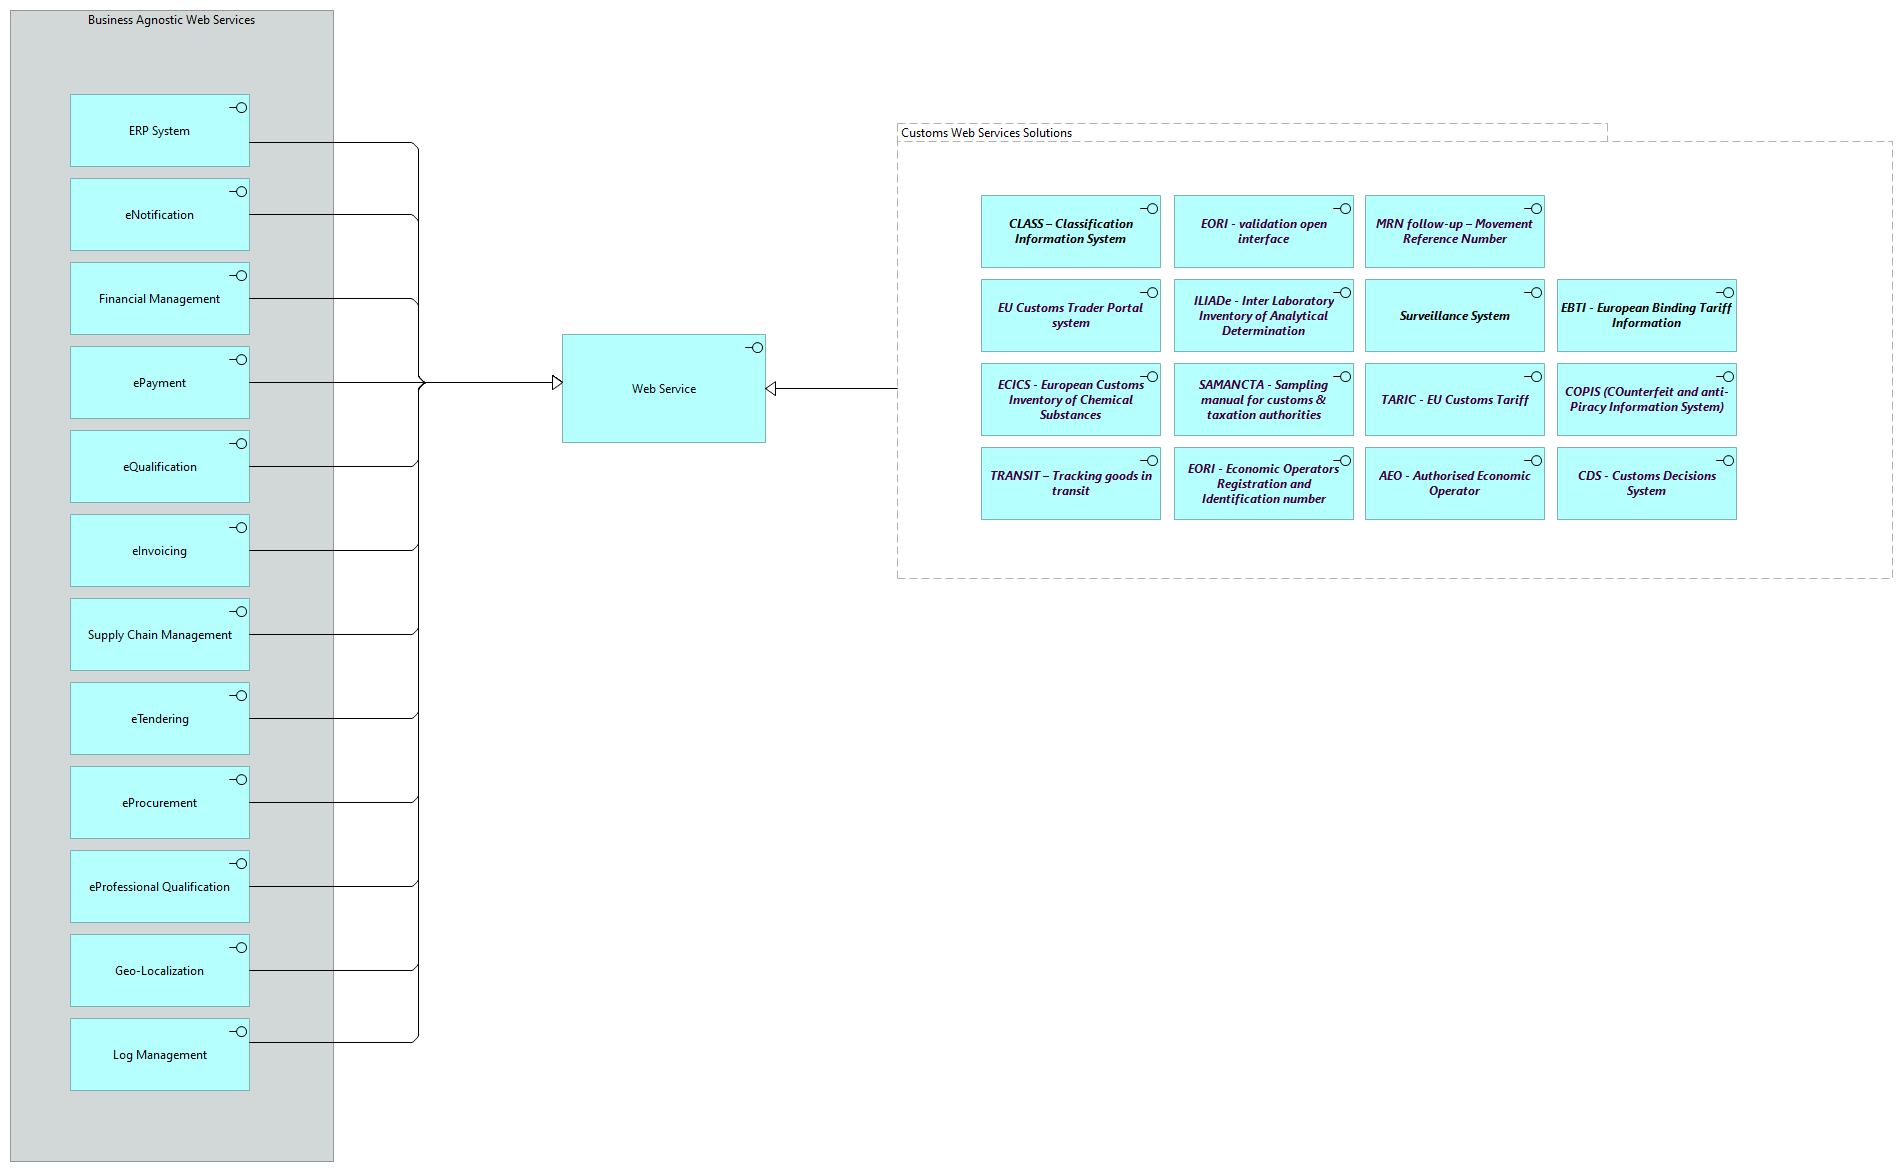 Business Agnostic Web Services
ERP System
eNotification
Financial Management
ePayment
eQualification
eInvoicing
Supply Chain Management
eTendering
eProcurement
eProfessional Qualification
Geo-Localization
Log Management
Web Service
Customs Web Services Solutions
CLASS – Classification
Information System
EORI - validation open
interface
MRN follow-up – Movement
Reference Number
EU Customs Trader Portal
system
ILIADe - Inter Laboratory
Inventory of Analytical
Determination
Surveillance System
EBTI - European Binding Tariff
Information
ECICS - European Customs
Inventory of Chemical
Substances
SAMANCTA - Sampling
manual for customs &
taxation authorities
TARIC - EU Customs Tariff
COPIS (COunterfeit and anti-
Piracy Information System)
TRANSIT – Tracking goods in
transit
EORI - Economic Operators
Registration and
Identification number
AEO - Authorised Economic
Operator
CDS - Customs Decisions
System